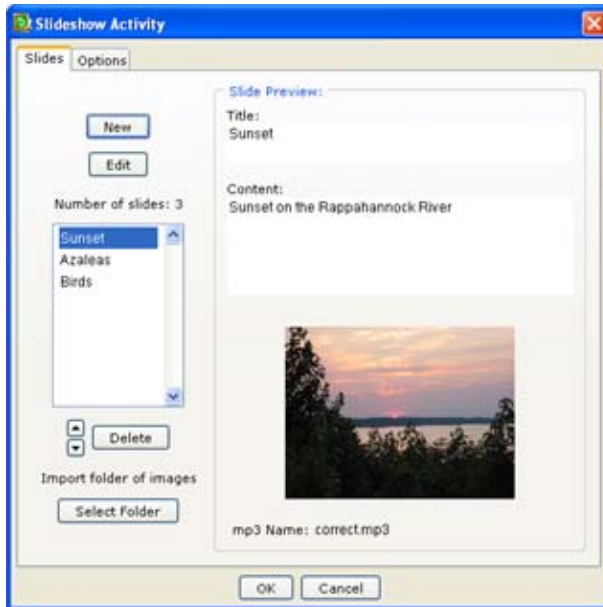 Slideshow Activity
Slides Options
New
Edit
Number of slides: 3
Sunset
Azaleas
Birds
Delete
Import folder of images
Select Folder
Slide Preview:
Title:
Sunset
Content:
Sunset on the Rappahannock River
mp3 Name: correct.mp3
OK Cancel